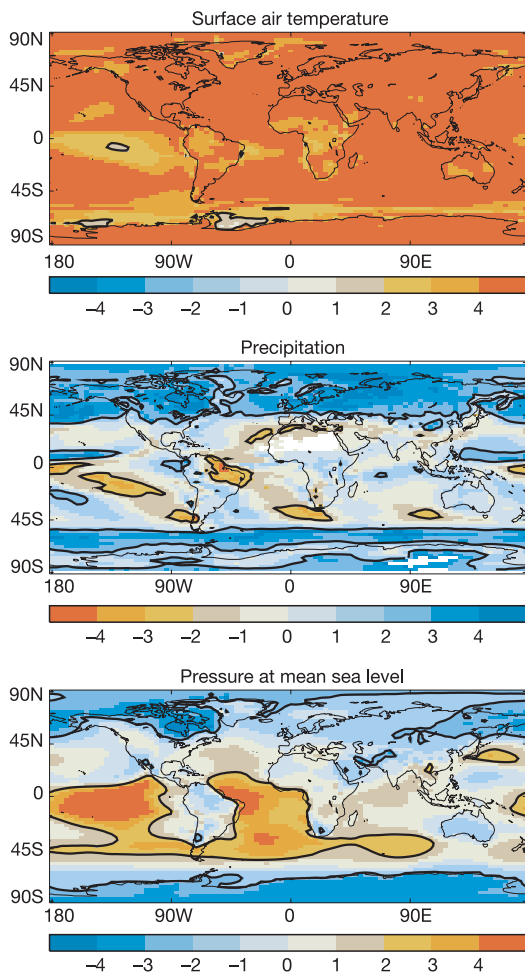 Surface air temperature
90N
45N
0
45S
90S
180 90W 0 90E
–4 –3 –2 –1 0 1 2 3 4
Precipitation
90N
45N
0
45S
90S
180 90W 0 90E
–4 –3 –2 –1 0 1 2 3 4
Pressure at mean sea level
90N
45N
0
45S
90S
180 90W 0 90E
–4 –3 –2 –1 0 1 2 3 4